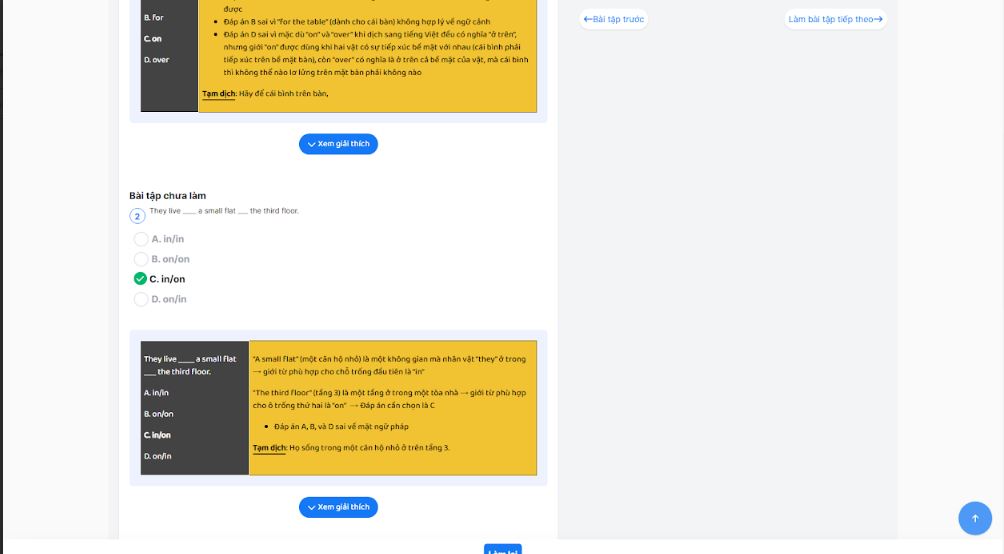 được
B. for
Đáp án B sai vì "for the table" (dành cho cái bàn) không hợp lý về ngữ cảnh
C. on
Đáp án D sai vì mặc dù "on" và "over" khi dịch sang tiếng Việt đều có nghĩa "ở trên",
nhưng giới "on" được dùng khi hai vật có sự tiếp xúc bề mặt với nhau (cái bình phải
D. over
tiếp xúc trên bề mặt bàn), còn "over" có nghĩa là ở trên cả bề mặt của vật, mà cái bình
thì không thể nào lơ lửng trên mặt bàn phải không nào
Tạm dịch: Hãy để cái bình trên bàn,
Xem giải thích
Bài tập chưa làm
2 They live ____ a small flat ___ the third floor.
A. in/in
B. on/on
C. in/on
D. on/in
They live ____ a small flat
___ the third floor.
A. in/in
B. on/on
C. in/on
D. on/in
"A small flat" (một căn hộ nhỏ) là một không gian mà nhân vật "they" ở trong
→ giới từ phù hợp cho chỗ trống đầu tiên là "in"
"The third floor" (tầng 3) là một tầng ở trong một tòa nhà → giới từ phù hợp
cho ô trống thứ hai là "on" → Đáp án cần chọn là C
Đáp án A, B, và D sai về mặt ngữ pháp
Tạm dịch: Họ sống trong một căn hộ nhỏ ở trên tầng 3.
Xem giải thích
Làm lại
←Bài tập trước
Làm bài tập tiếp theo→